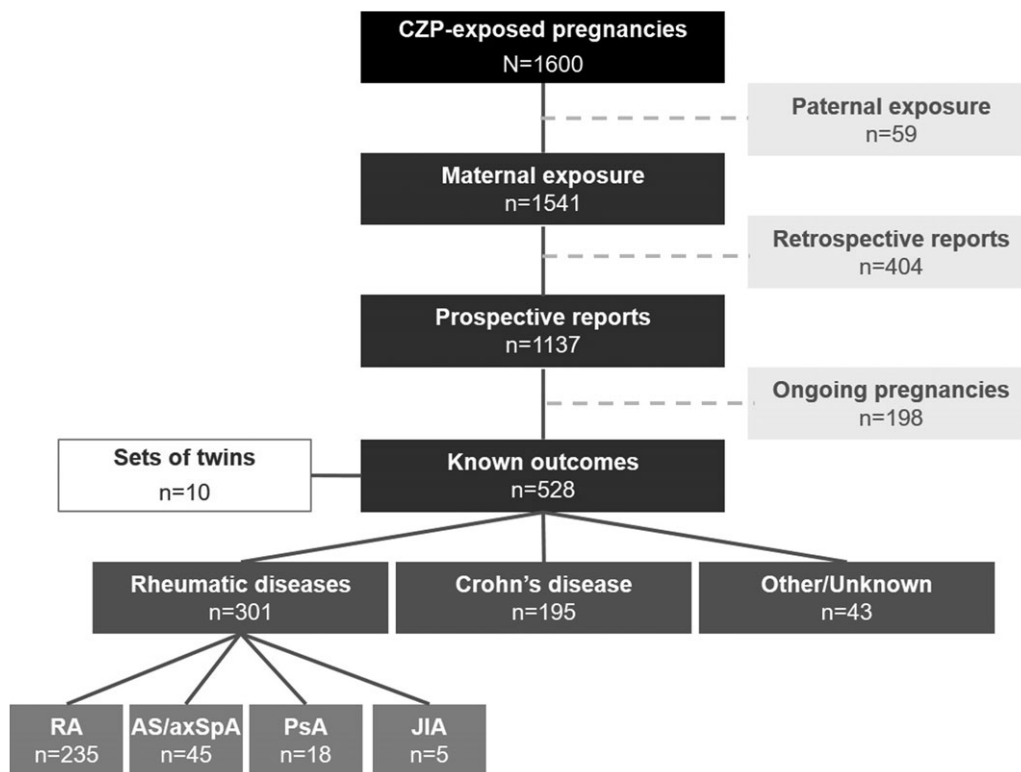 CZP-exposed pregnancies
N=1600
Paternal exposure
n=59
Maternal exposure
n=1541
Retrospective reports
n=404
Prospective reports
n=1137
Ongoing pregnancies
n=198
Sets of twins
n=10
Known outcomes
n=528
Rheumatic diseases
n=301
Crohn's disease
n=195
Other/Unknown
n=43
RA
n=235
AS/axSpA
n=45
PsA
n=18
JIA
n=5